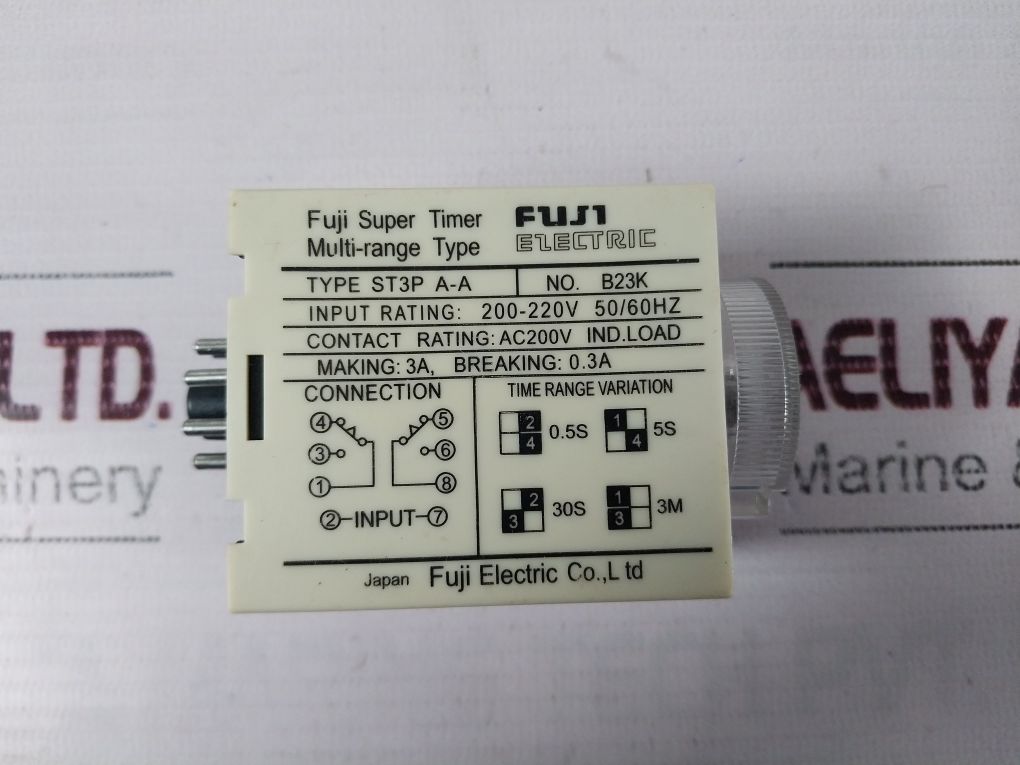 Fuji Super Timer FUJI
Multi-range Type ELECTRIC
TYPE ST3P A-A NO. B23K
INPUT RATING: 200-220V 50/60HZ
CONTACT RATING: AC200V IND.LOAD
MAKING: 3A, BREAKING: 0.3A
CONNECTION
4 5
3 6
1 8
2-INPUT-7
TIME RANGE VARIATION
2 4 0.5S
1 4 5S
2 3 30S
1 3 3M
Japan Fuji Electric Co.,L td
LTD.
inery
AELIYA
Marine &